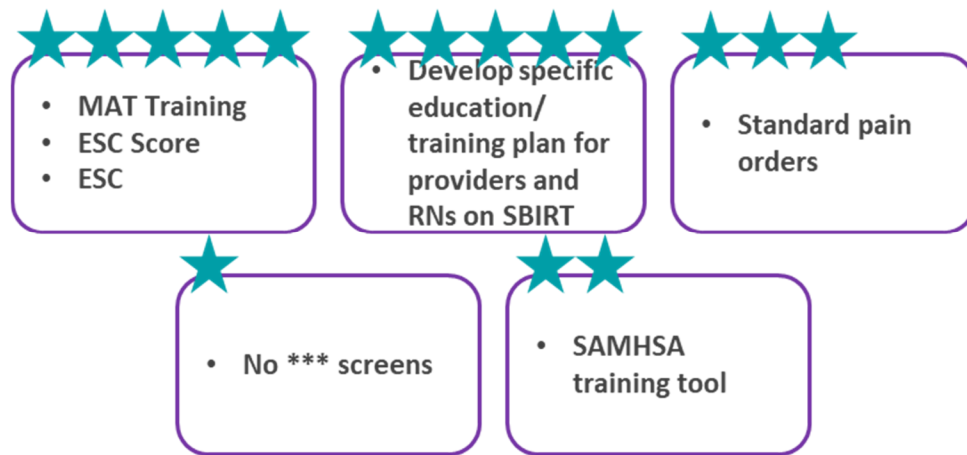 • MAT Training
• ESC Score
• ESC
• Develop specific
education/
training plan for
providers and
RNs on SBIRT
• Standard pain
orders
• No *** screens
• SAMHSA
training tool